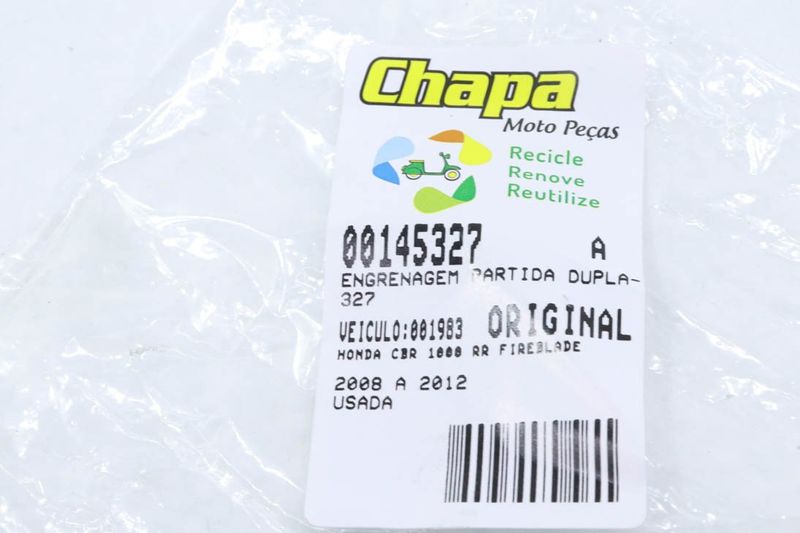 Chapa
Moto Peças
Recicle
Renove
Reutilize
00145327 A
ENGRENAGEM PARTIDA DUPLA-
327
VEICULO:001983 ORIGINAL
HONDA CBR 1000 RR FIREBLADE
2008 A 2012
USADA